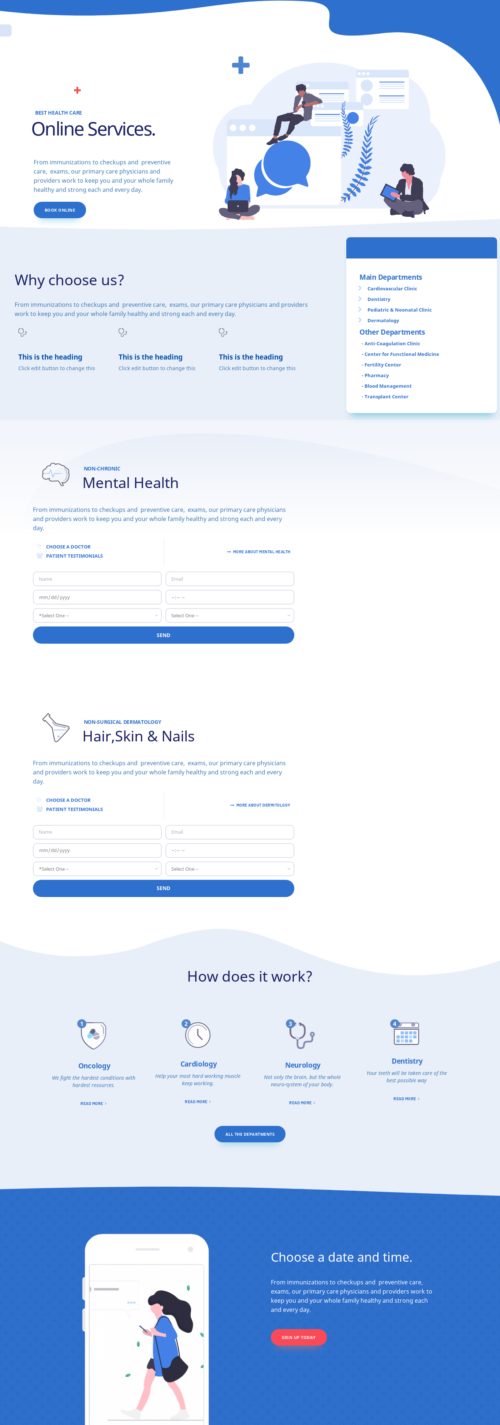 BEST HEALTH CARE
Online Services.
From immunizations to checkups and preventive
care, exams, our primary care physicians and
providers work to keep you and your whole family
healthy and strong each and every day.
BOOK ONLINE
Why choose us?
From immunizations to checkups and preventive care, exams, our primary care physicians and providers
work to keep you and your whole family healthy and strong each and every day.
This is the heading
Click edit button to change this
This is the heading
Click edit button to change this
This is the heading
Click edit button to change this
Main Departments
Cardiovascular Clinic
Dentistry
Pediatric & Neonatal Clinic
Dermatology
Other Departments
- Anti-Coagulation Clinic
- Center for Functional Medicine
- Fertility Center
- Pharmacy
- Blood Management
- Transplant Center
NON-CHRONIC
Mental Health
From immunizations to checkups and preventive care, exams, our primary care physicians
and providers work to keep you and your whole family healthy and strong each and every
day.
CHOOSE A DOCTOR
PATIENT TESTIMONIALS
— MORE ABOUT MENTAL HEALTH
Name
Email
mm/dd/yyyy
--:-- --
*Select One--
Select One--
SEND
NON-SURGICAL DERMATOLOGY
Hair,Skin & Nails
From immunizations to checkups and preventive care, exams, our primary care physicians
and providers work to keep you and your whole family healthy and strong each and every
day.
CHOOSE A DOCTOR
PATIENT TESTIMONIALS
— MORE ABOUT DERMITOLOGY
Name
Email
mm/dd/yyyy
--:-- --
*Select One--
Select One--
SEND
How does it work?
1
Oncology
We fight the hardest conditions with
hardest resources.
READ MORE
2
Cardiology
Help your most hard working muscle
keep working.
READ MORE
3
Neurology
Not only the brain, but the whole
neuro-system of your body.
READ MORE
4
Dentistry
Your teeth will be taken care of the
best possible way
READ MORE
ALL THE DEPARTMENTS
Choose a date and time.
From immunizations to checkups and preventive care,
exams, our primary care physicians and providers work to
keep you and your whole family healthy and strong each
and every day.
SIGN UP TODAY